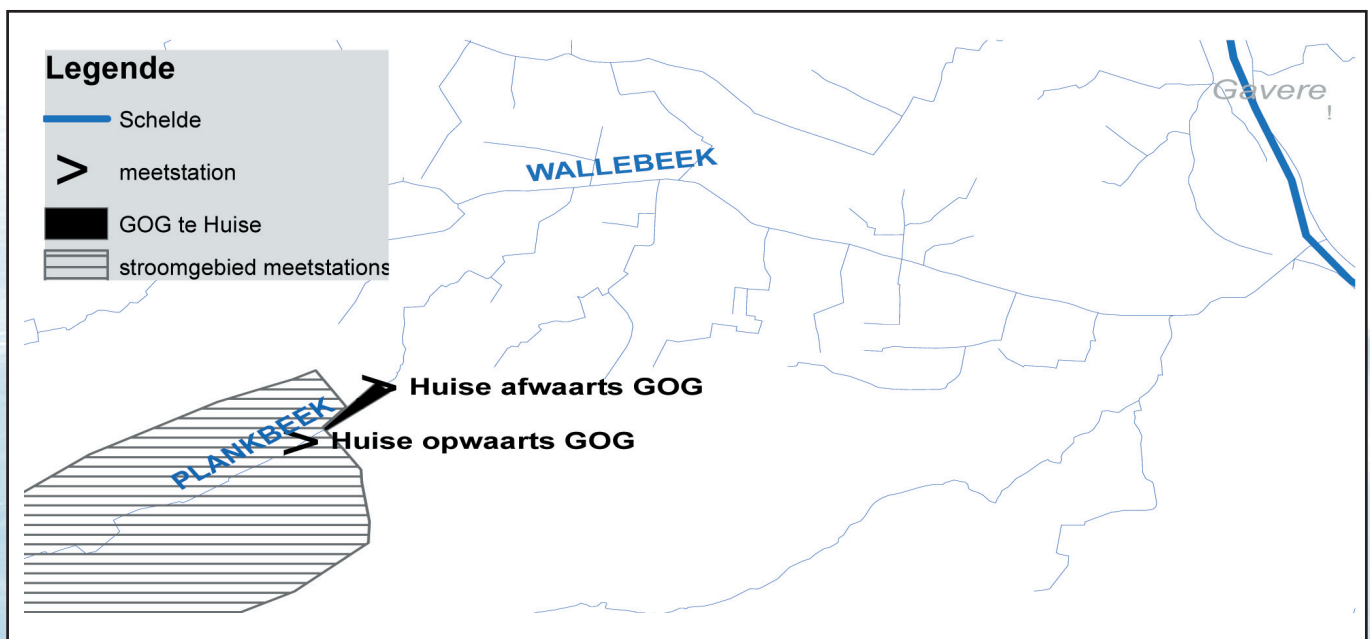 Legende
Schelde
meetstation
GOG te Huise
stroomgebied meetstations
Gavere
!
WALLEBEEK
PLANKBEEK
Huise afwaarts GOG
Huise opwaarts GOG